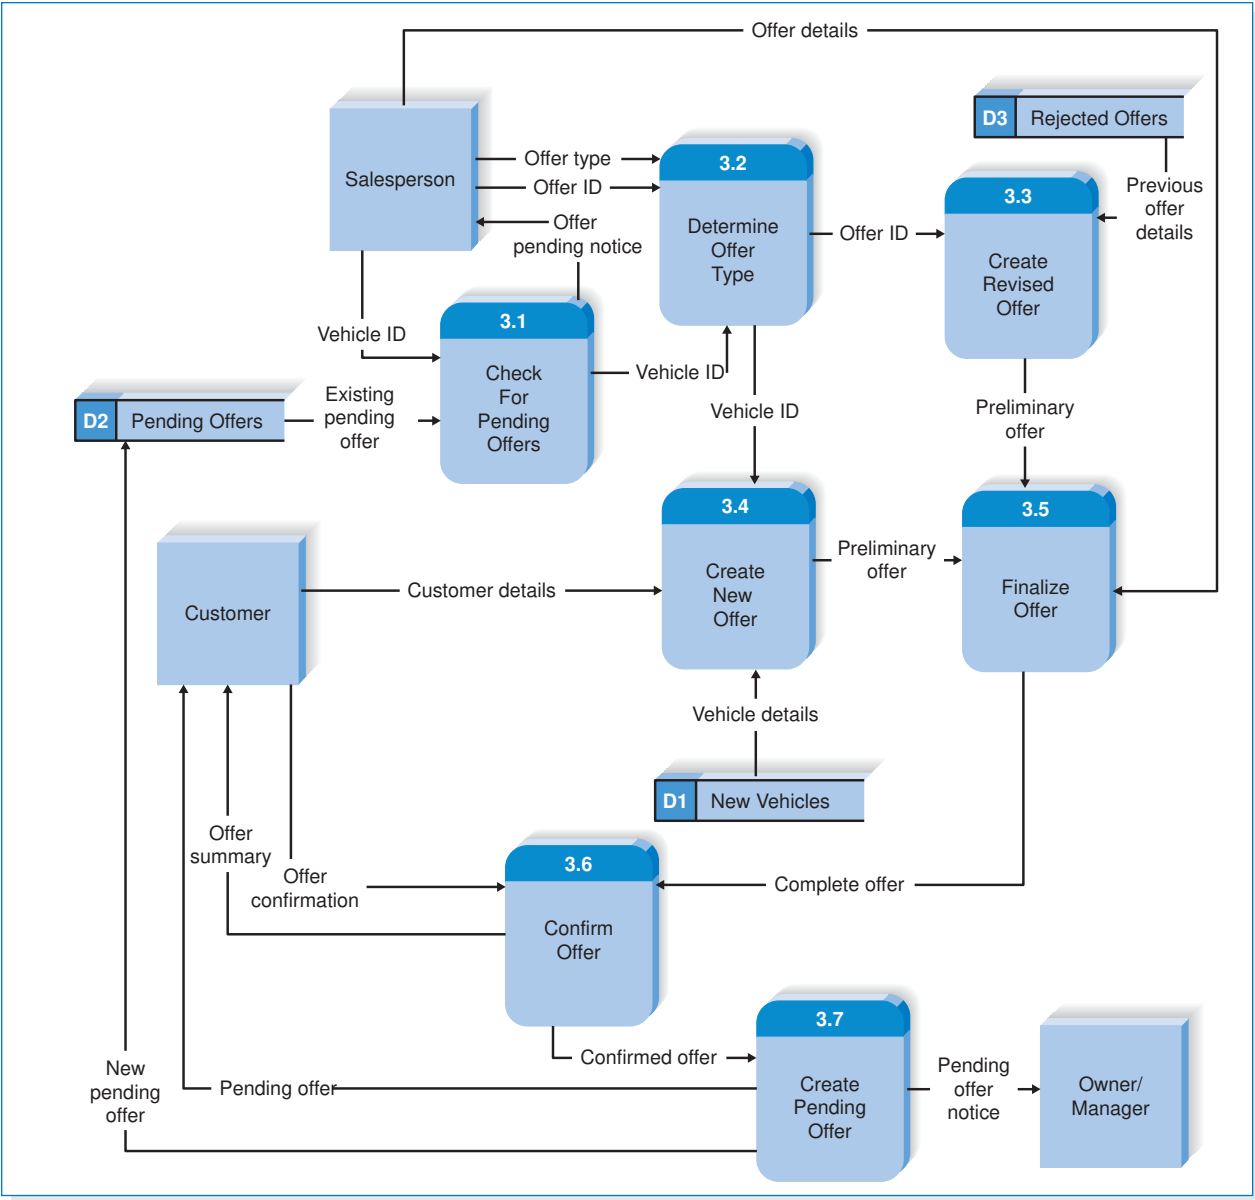 Offer details
D3 Rejected Offers
Salesperson
Offer type
Offer ID
3.2
Determine
Offer
Type
Previous
offer
details
3.3
Create
Revised
Offer
Offer ID
Offer
pending notice
Vehicle ID
3.1
Check
For
Pending
Offers
Vehicle ID
Vehicle ID
D2 Pending Offers
Existing
pending
offer
Preliminary
offer
3.4
Create
New
Offer
Preliminary
offer
3.5
Finalize
Offer
Customer
Customer details
Vehicle details
D1 New Vehicles
Offer
summary
Offer
confirmation
3.6
Confirm
Offer
Complete offer
Confirmed offer
3.7
Create
Pending
Offer
New
pending
offer
Pending offer
Pending
offer
notice
Owner/
Manager